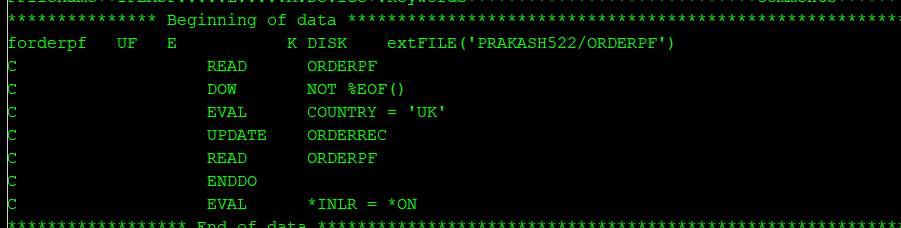 *************** Beginning of data ********************************************************
forderpf   UF   E           K DISK    extFILE('PRAKASH522/ORDERPF')
C                   READ      ORDERPF
C                   DOW       NOT %EOF()
C                   EVAL      COUNTRY = 'UK'
C                   UPDATE    ORDERREC
C                   READ      ORDERPF
C                   ENDDO
C                   EVAL      *INLR = *ON
****************** End of data ***********************************************************